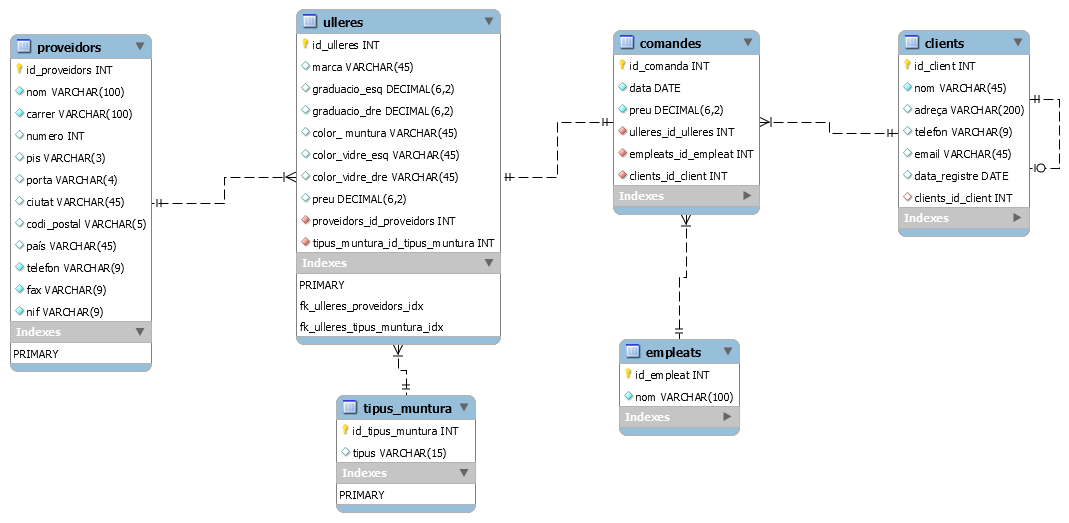 proveidors
id_proveidors INT
nom VARCHAR(100)
carrer VARCHAR(100)
numero INT
pis VARCHAR(3)
porta VARCHAR(4)
ciutat VARCHAR(45)
codi_postal VARCHAR(5)
país VARCHAR(45)
telefon VARCHAR(9)
fax VARCHAR(9)
nif VARCHAR(9)
Indexes
PRIMARY
ulleres
id_ulleres INT
marca VARCHAR(45)
graduacio_esq DECIMAL(6,2)
graduacio_dre DECIMAL(6,2)
color_ muntura VARCHAR(45)
color_vidre_esq VARCHAR(45)
color_vidre_dre VARCHAR(45)
preu DECIMAL(6,2)
proveidors_id_proveidors INT
tipus_muntura_id_tipus_muntura INT
Indexes
PRIMARY
fk_ulleres_proveidors_idx
fk_ulleres_tipus_muntura_idx
tipus_muntura
id_tipus_muntura INT
tipus VARCHAR(15)
Indexes
PRIMARY
comandes
id_comanda INT
data DATE
preu DECIMAL(6,2)
ulleres_id_ulleres INT
empleats_id_empleat INT
clients_id_client INT
Indexes
empleats
id_empleat INT
nom VARCHAR(100)
Indexes
clients
id_client INT
nom VARCHAR(45)
adreça VARCHAR(200)
telefon VARCHAR(9)
email VARCHAR(45)
data_registre DATE
clients_id_client INT
Indexes